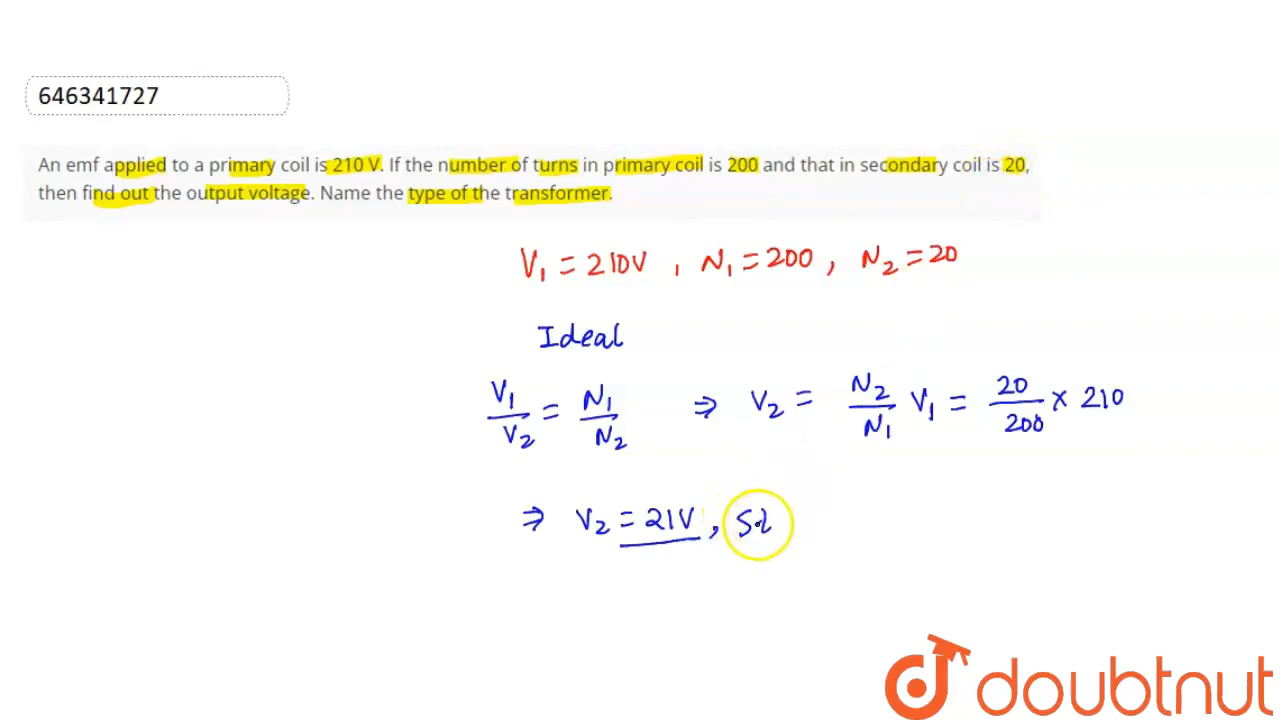 646341727
An emf applied to a primary coil is 210 V. If the number of turns in primary coil is 200 and that in secondary coil is 20,
then find out the output voltage. Name the type of the transformer.
V₁ = 210V , N₁ = 200 , N₂ = 20
Ideal
V₁/V₂ = N₁/N₂ ⇒ V₂ = N₂/N₁ V₁ = 20/200 × 210
⇒ V₂ = 21V ,
doubtnut